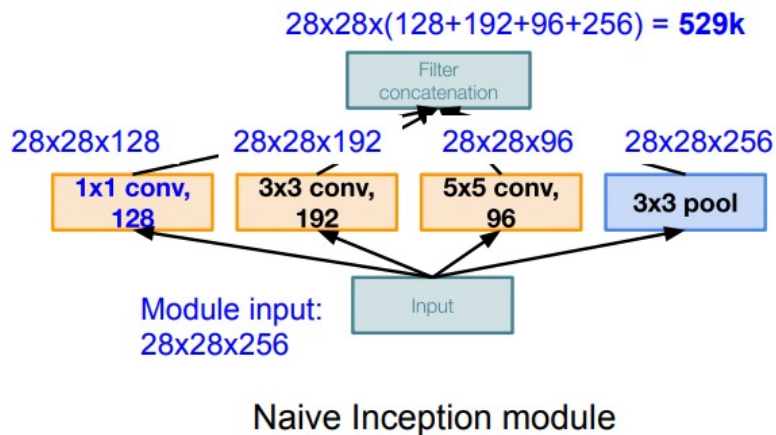 28x28x(128+192+96+256) = 529k
Filter
concatenation
28x28x128
28x28x192
28x28x96
28x28x256
1x1 conv,
128
3x3 conv,
192
5x5 conv,
96
3x3 pool
Module input:
28x28x256
Input
Naive Inception module